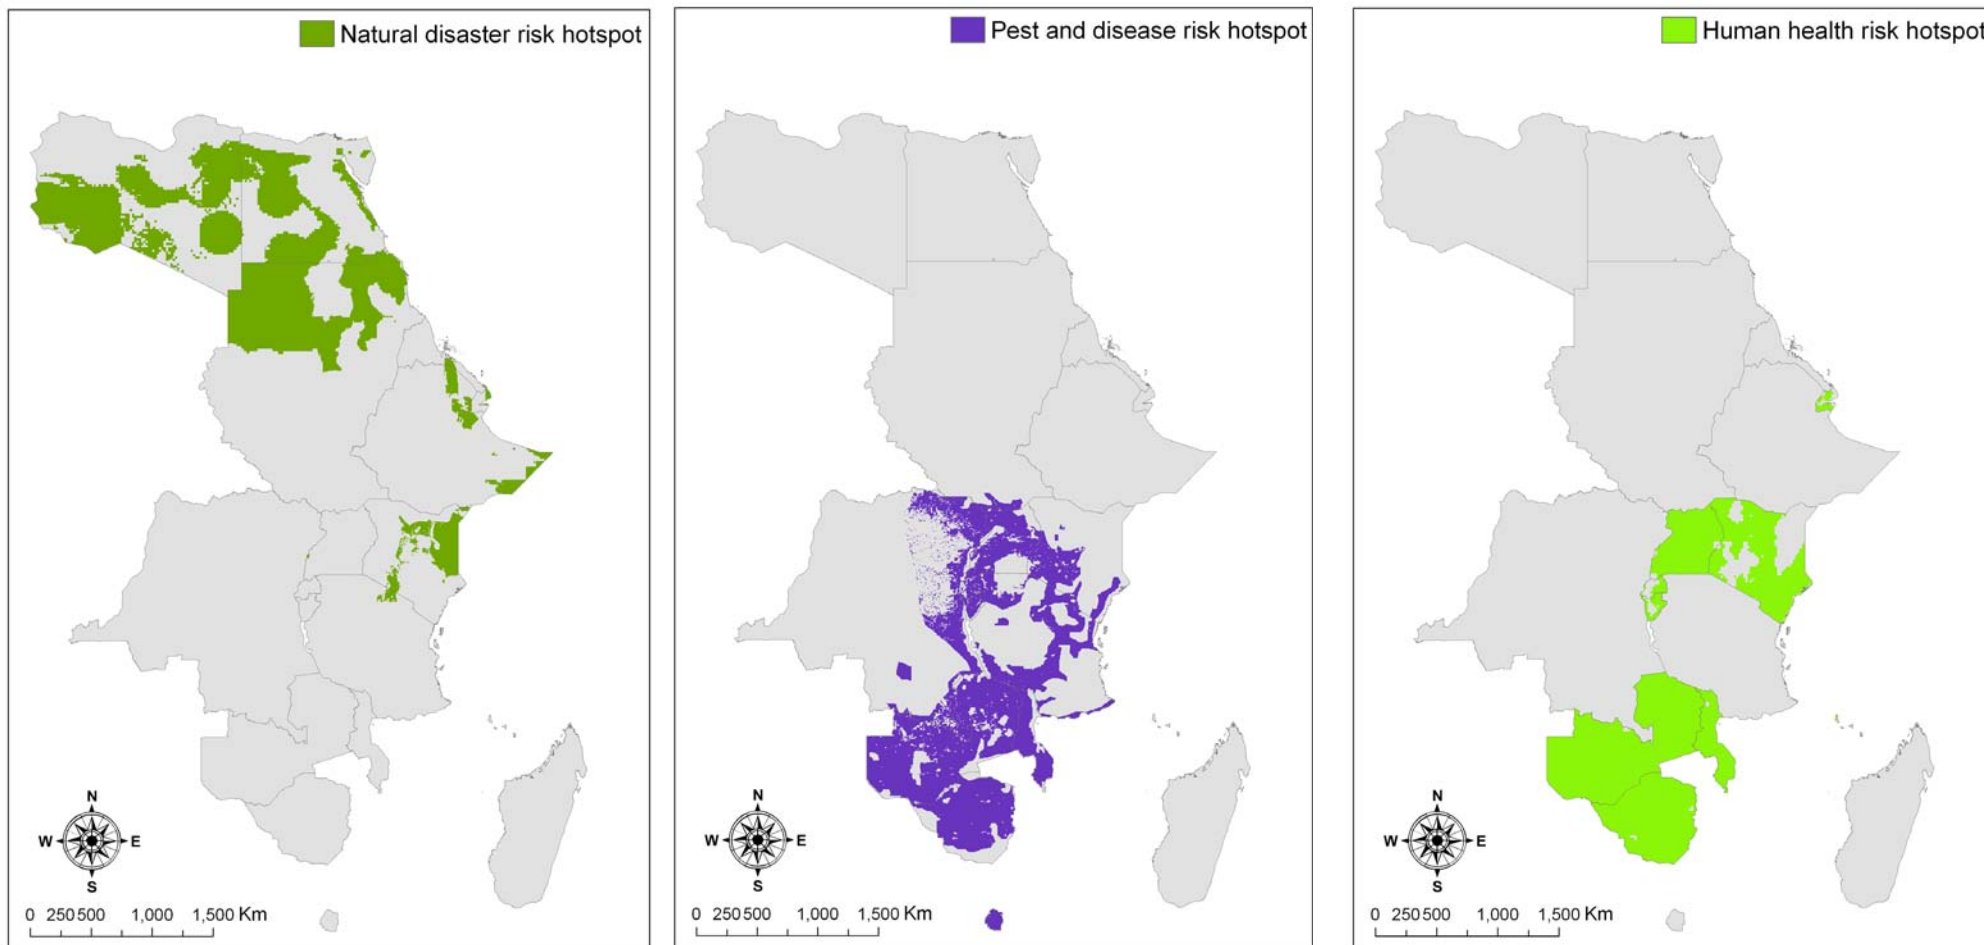 Natural disaster risk hotspot
N
W E
S
0 250 500 1,000 1,500 Km
Pest and disease risk hotspot
N
W E
S
0 250 500 1,000 1,500 Km
Human health risk hotspot
N
W E
S
0 250 500 1,000 1,500 Km